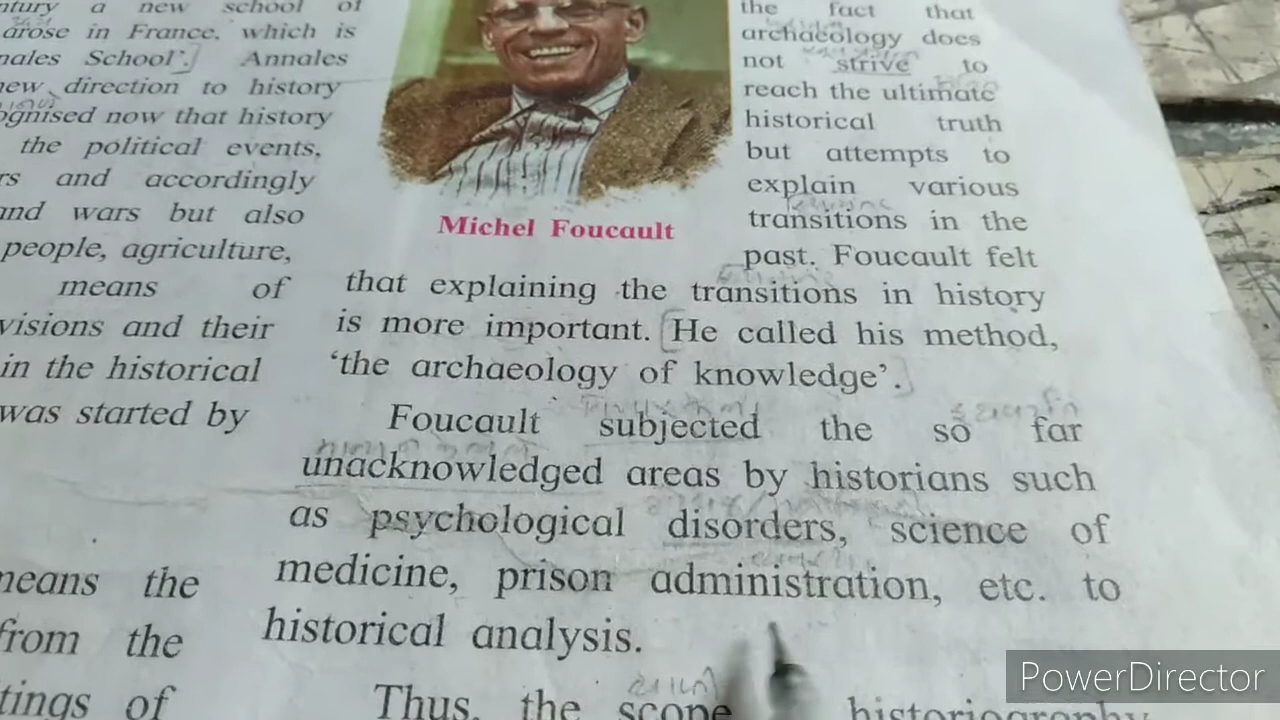 ntury a new school of
arose in France, which is
nales School'. Annales
new direction to history
ognised now that history
the political events,
rs and accordingly
and wars but also
people, agriculture,
means of
visions and their
in the historical
was started by
means the
from the
tings of
Michel Foucault
the fact that
archaeology does
not strive to
reach the ultimate
historical truth
but attempts to
explain various
transitions in the
past. Foucault felt
that explaining the transitions in history
is more important. He called his method,
‘the archaeology of knowledge’.
Foucault subjected the so far
unacknowledged areas by historians such
as psychological disorders, science of
medicine, prison administration, etc. to
historical analysis.
Thus, the scope historiography
PowerDirector